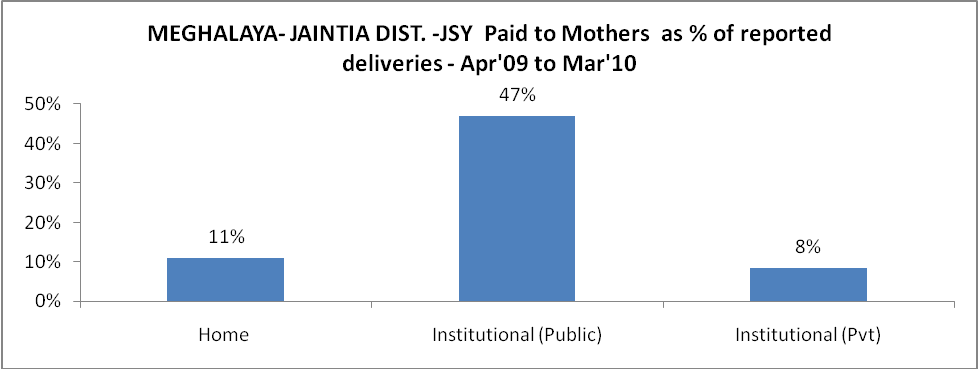 MEGHALAYA- JAINTIA DIST. -JSY Paid to Mothers as % of reported
deliveries - Apr'09 to Mar'10
50%
40%
30%
20%
10%
0%
11%
47%
8%
Home
Institutional (Public)
Institutional (Pvt)